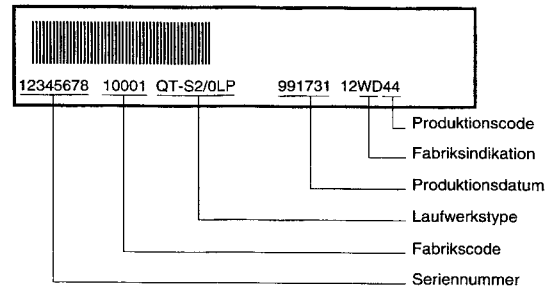 12345678 10001 QT-S2/0LP 991731 12WD44
Produktionscode
Fabriksindikation
Produktionsdatum
Laufwerkstype
Fabrikscode
Seriennummer